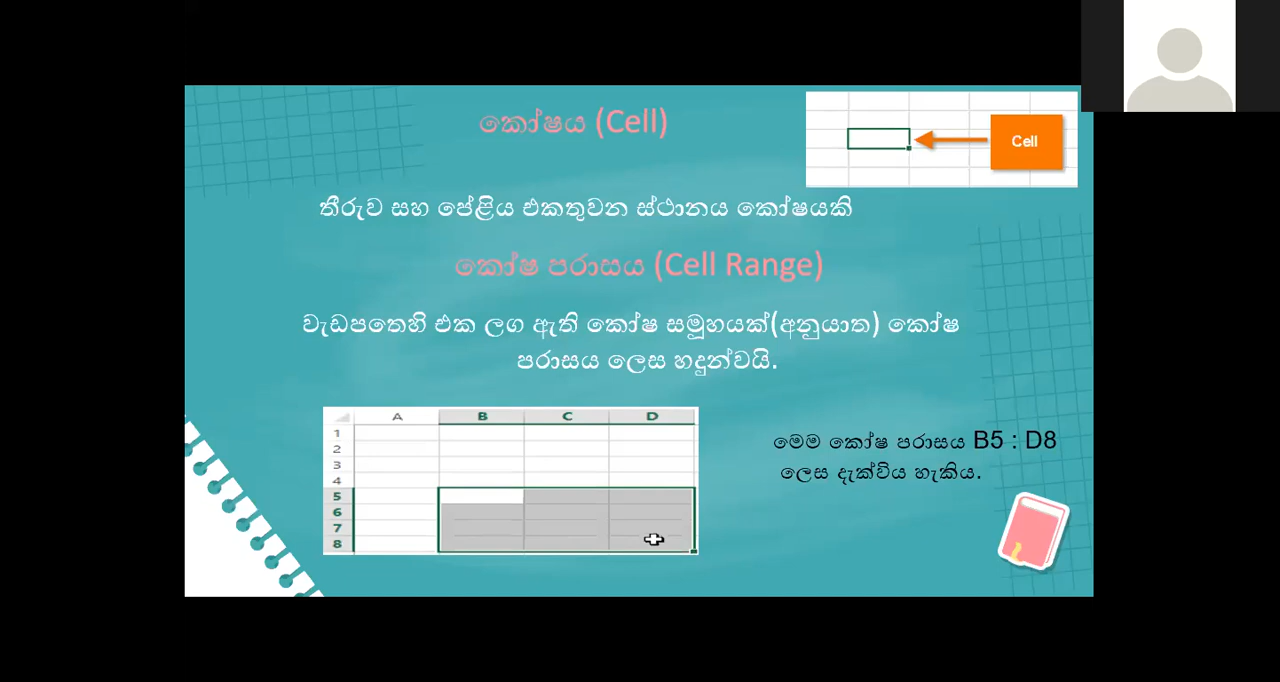 කෝෂය (Cell)
Cell
තීරුව සහ පේළිය එකතුවන ස්ථානය කෝෂයකි
කෝෂ පරාසය (Cell Range)
වැඩපතෙහි එක ලග ඇති කෝෂ සමූහයක්(අනුයාත) කෝෂ
පරාසය ලෙස හදුන්වයි.
A B C D
1
2
3
4
5
6
7
8
මෙම කෝෂ පරාසය B5 : D8
ලෙස දැක්විය හැකිය.